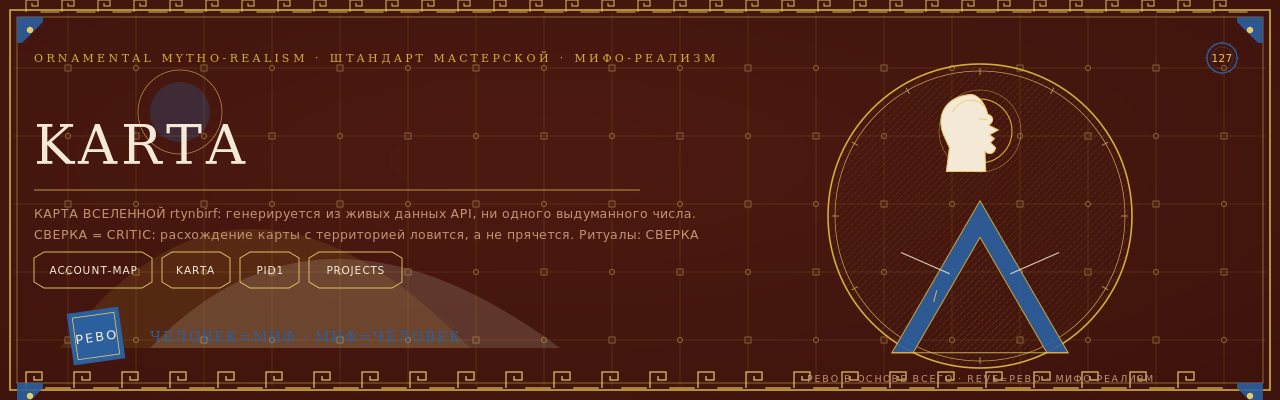 ORNAMENTAL MYTHO-REALISM · ШТАНДАРТ МАСТЕРСКОЙ · МИФО-РЕАЛИЗМ
127
KARTA
КАРТА ВСЕЛЕННОЙ rtynbirf: генерируется из живых данных API, ни одного выдуманного числа.
СВЕРКА = CRITIC: расхождение карты с территорией ловится, а не прячется. Ритуалы: СВЕРКА
ACCOUNT-MAP
КАРТА
PID1
PROJECTS
РЕВО
ЧЕЛОВЕК=МИФ · МИФ=ЧЕЛОВЕК
РЕВО В ОСНОВЕ ВСЕГО · REVE=РЕВО · МИФО-РЕАЛИЗМ